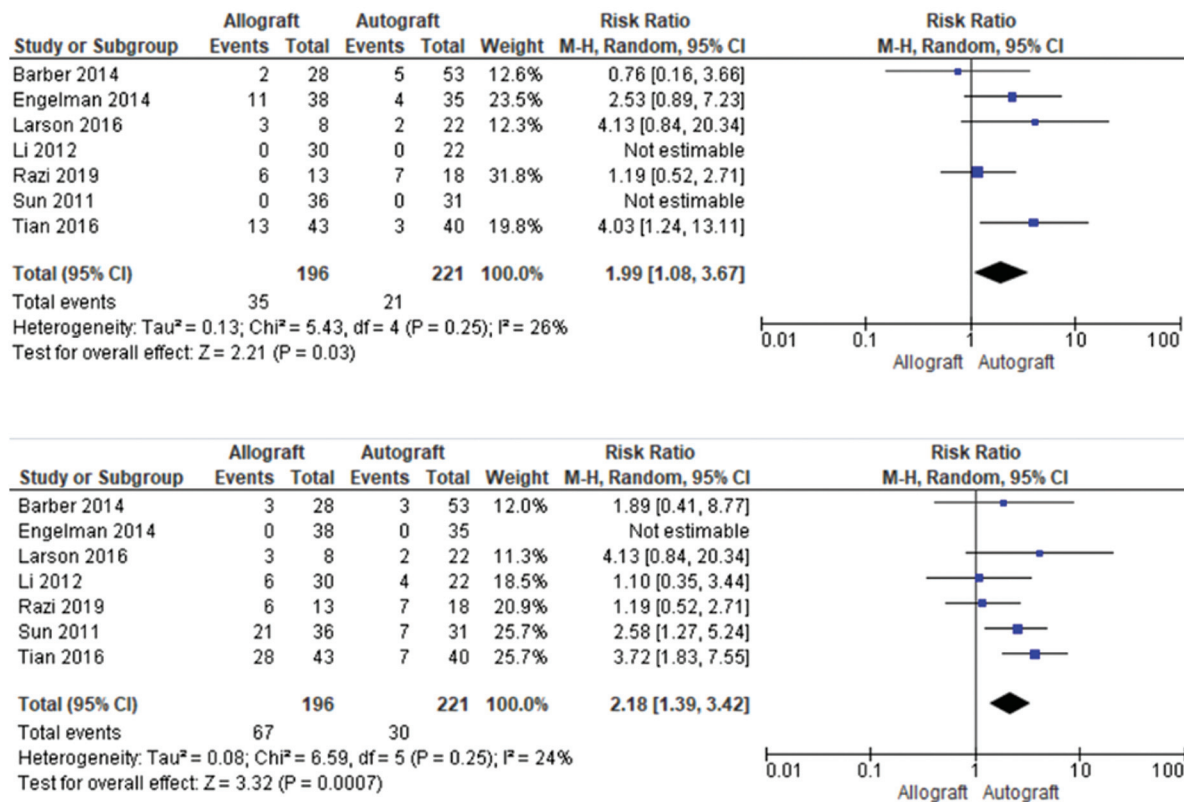 Allograft Autograft Risk Ratio Risk Ratio
Study or Subgroup Events Total Events Total Weight M-H, Random, 95% CI M-H, Random, 95% CI
Barber 2014 2 28 5 53 12.6% 0.76 [0.16, 3.66]
Engelman 2014 11 38 4 35 23.5% 2.53 [0.89, 7.23]
Larson 2016 3 8 2 22 12.3% 4.13 [0.84, 20.34]
Li 2012 0 30 0 22 Not estimable
Razi 2019 6 13 7 18 31.8% 1.19 [0.52, 2.71]
Sun 2011 0 36 0 31 Not estimable
Tian 2016 13 43 3 40 19.8% 4.03 [1.24, 13.11]
Total (95% CI) 196 221 100.0% 1.99 [1.08, 3.67]
Total events 35 21
Heterogeneity: Tau² = 0.13; Chi² = 5.43, df = 4 (P = 0.25); I² = 26%
Test for overall effect: Z = 2.21 (P = 0.03)
0.01 0.1 1 10 100
Allograft Autograft
Allograft Autograft Risk Ratio Risk Ratio
Study or Subgroup Events Total Events Total Weight M-H, Random, 95% CI M-H, Random, 95% CI
Barber 2014 3 28 3 53 12.0% 1.89 [0.41, 8.77]
Engelman 2014 0 38 0 35 Not estimable
Larson 2016 3 8 2 22 11.3% 4.13 [0.84, 20.34]
Li 2012 6 30 4 22 18.5% 1.10 [0.35, 3.44]
Razi 2019 6 13 7 18 20.9% 1.19 [0.52, 2.71]
Sun 2011 21 36 7 31 25.7% 2.58 [1.27, 5.24]
Tian 2016 28 43 7 40 25.7% 3.72 [1.83, 7.55]
Total (95% CI) 196 221 100.0% 2.18 [1.39, 3.42]
Total events 67 30
Heterogeneity: Tau² = 0.08; Chi² = 6.59, df = 5 (P = 0.25); I² = 24%
Test for overall effect: Z = 3.32 (P = 0.0007)
0.01 0.1 1 10 100
Allograft Autograft